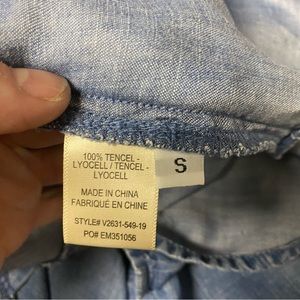 100% TENCEL -
LYOCELL / TENCEL -
LYOCELL
MADE IN CHINA
FABRIQUÉ EN CHINE
STYLE# V2631-549-19
PO# EM351056
S